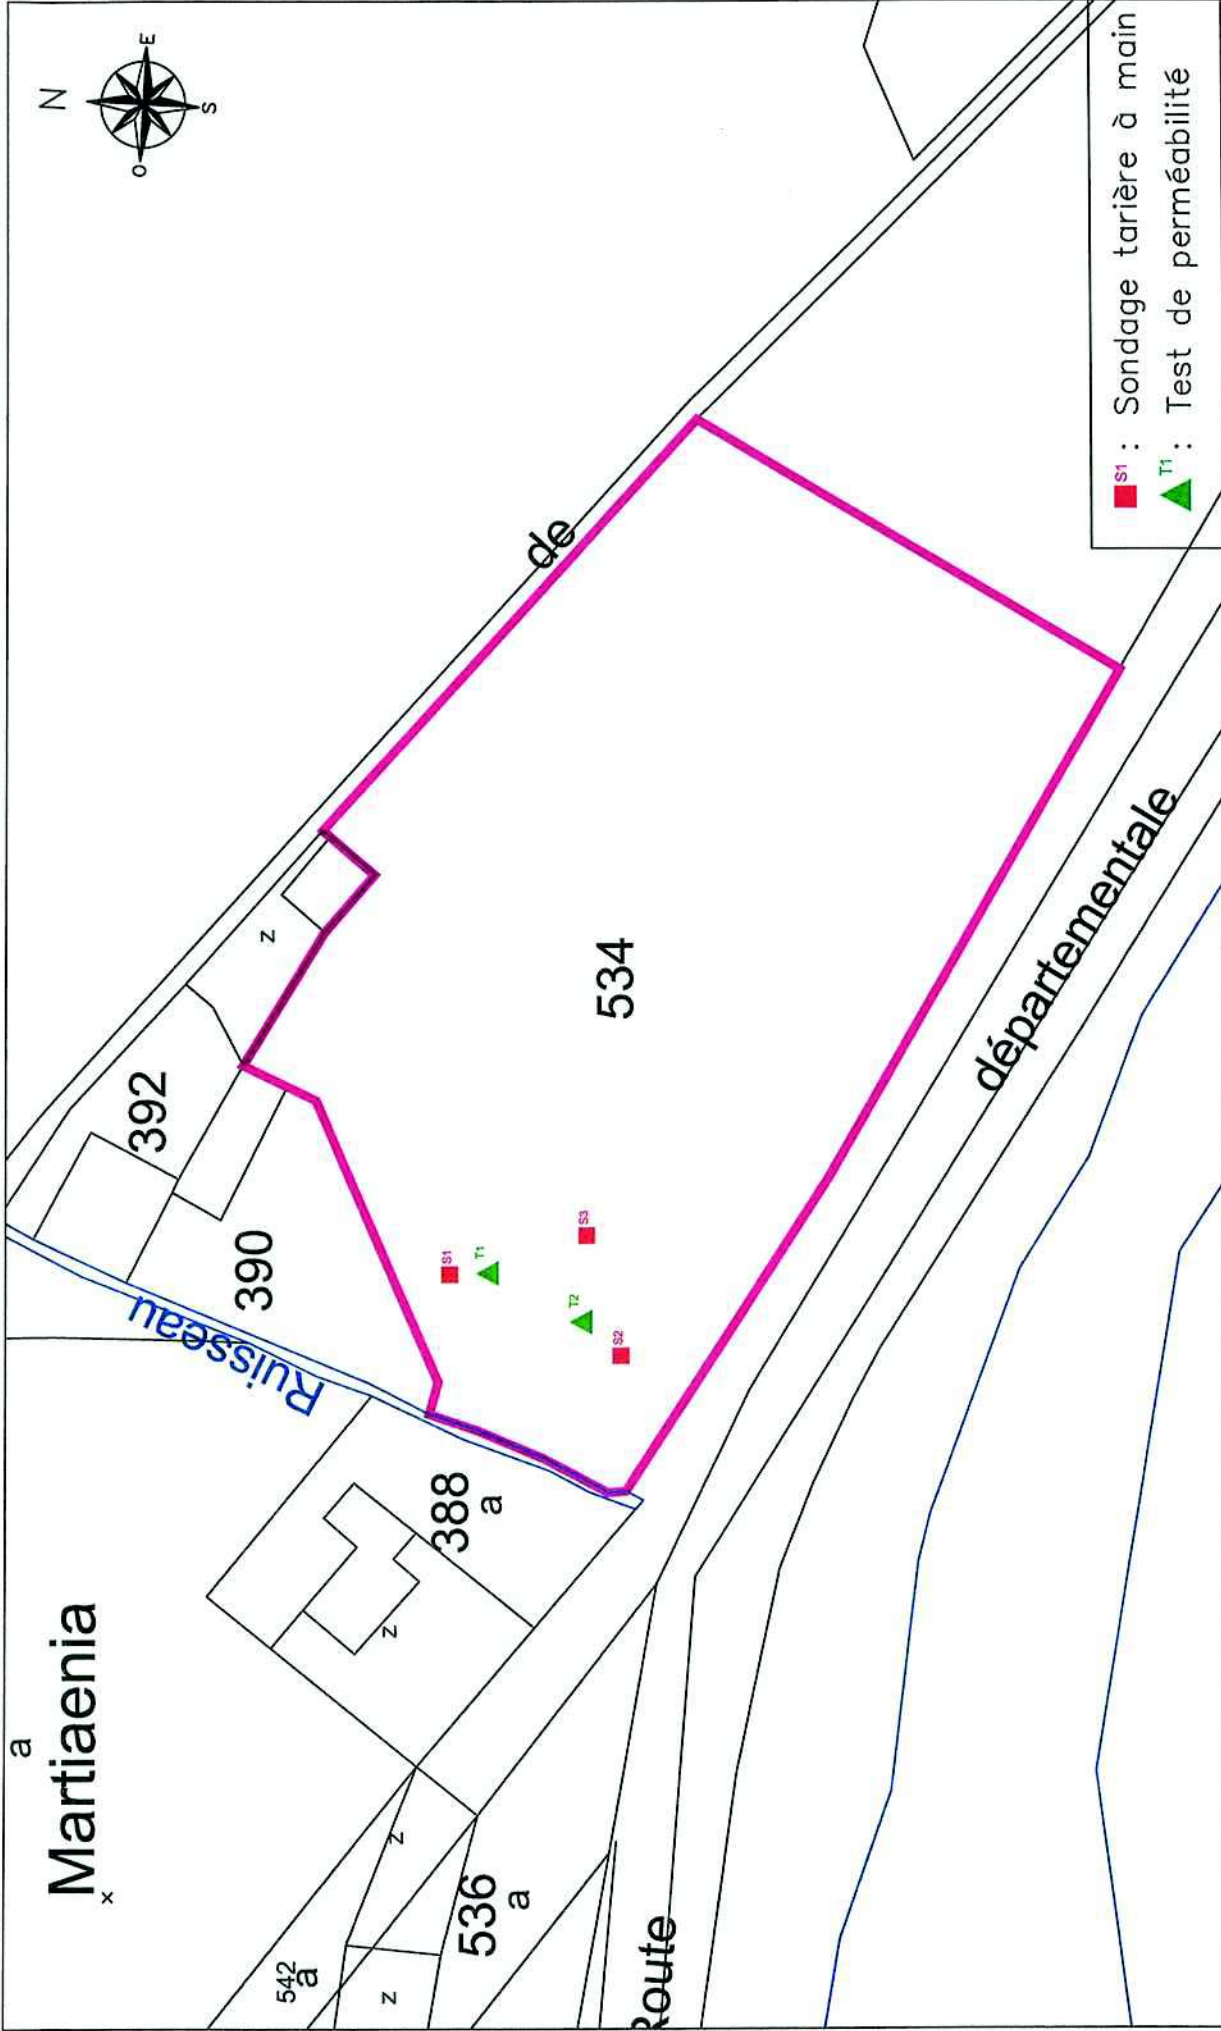 N
E
S
O
a
Martiaenia
x
392
390
Ruisseau
388
a
z
z
z
z
542
a
536
a
534
de
S1
T1
T2
S2
S3
Route
départementale
S1 : Sondage tarière à main
T1 : Test de perméabilité